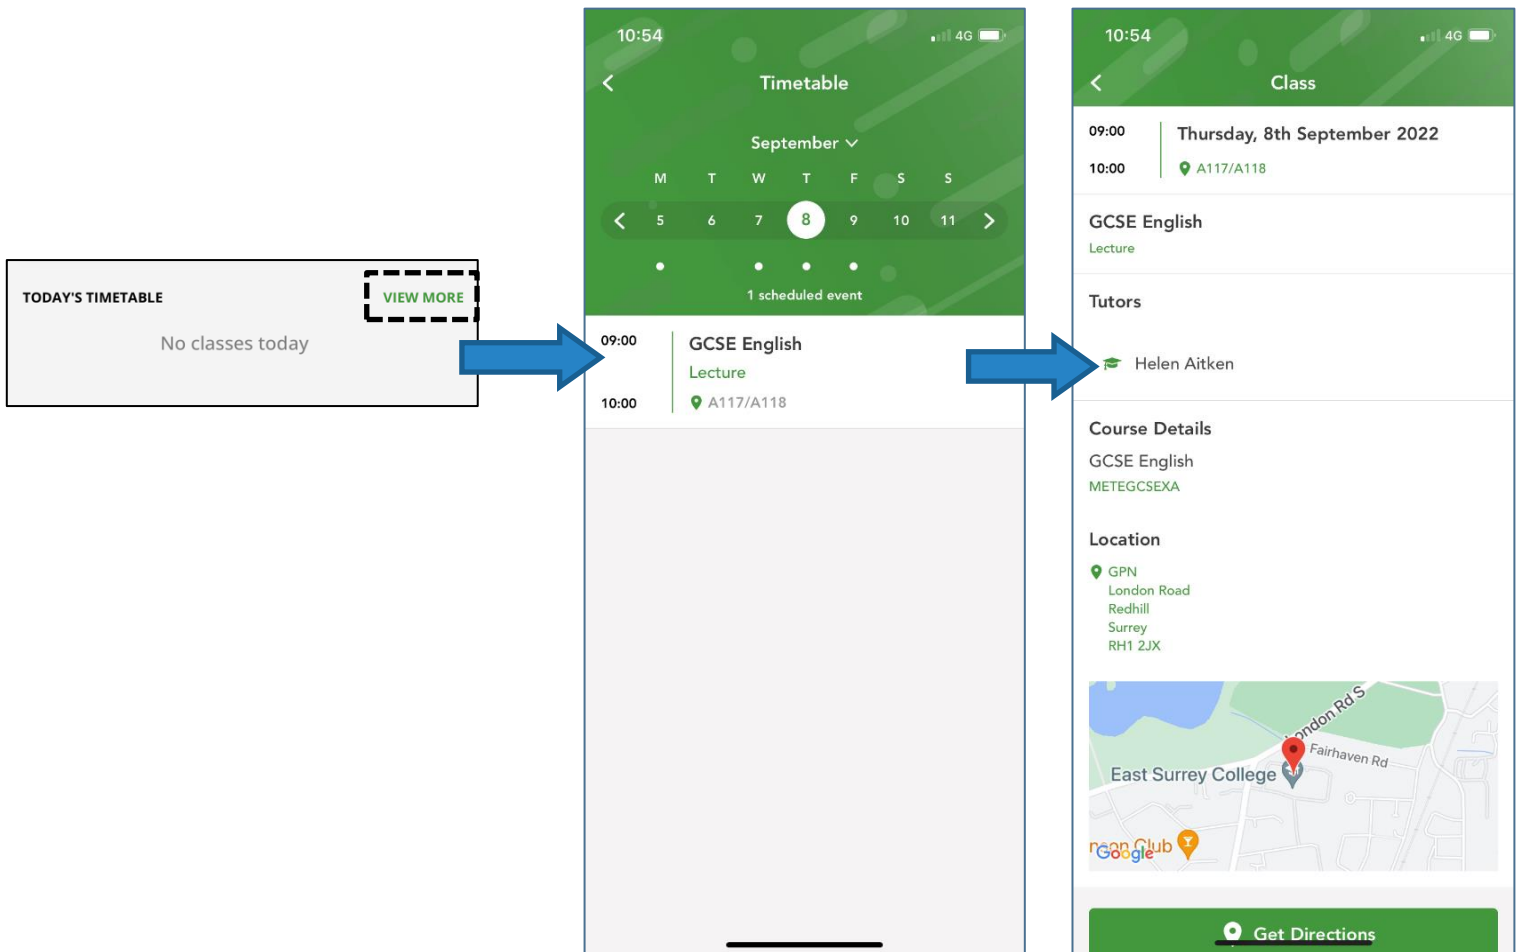 TODAY'S TIMETABLE
VIEW MORE
No classes today
10:54
4G
Timetable
September
M T W T F S S
5 6 7 8 9 10 11
1 scheduled event
09:00
GCSE English
Lecture
10:00
A117/A118
10:54
4G
Class
09:00
Thursday, 8th September 2022
10:00
A117/A118
GCSE English
Lecture
Tutors
Helen Aitken
Course Details
GCSE English
METEGCSEXA
Location
GPN
London Road
Redhill
Surrey
RH1 2JX
London Rd S
Fairhaven Rd
East Surrey College
Club
Google
Get Directions